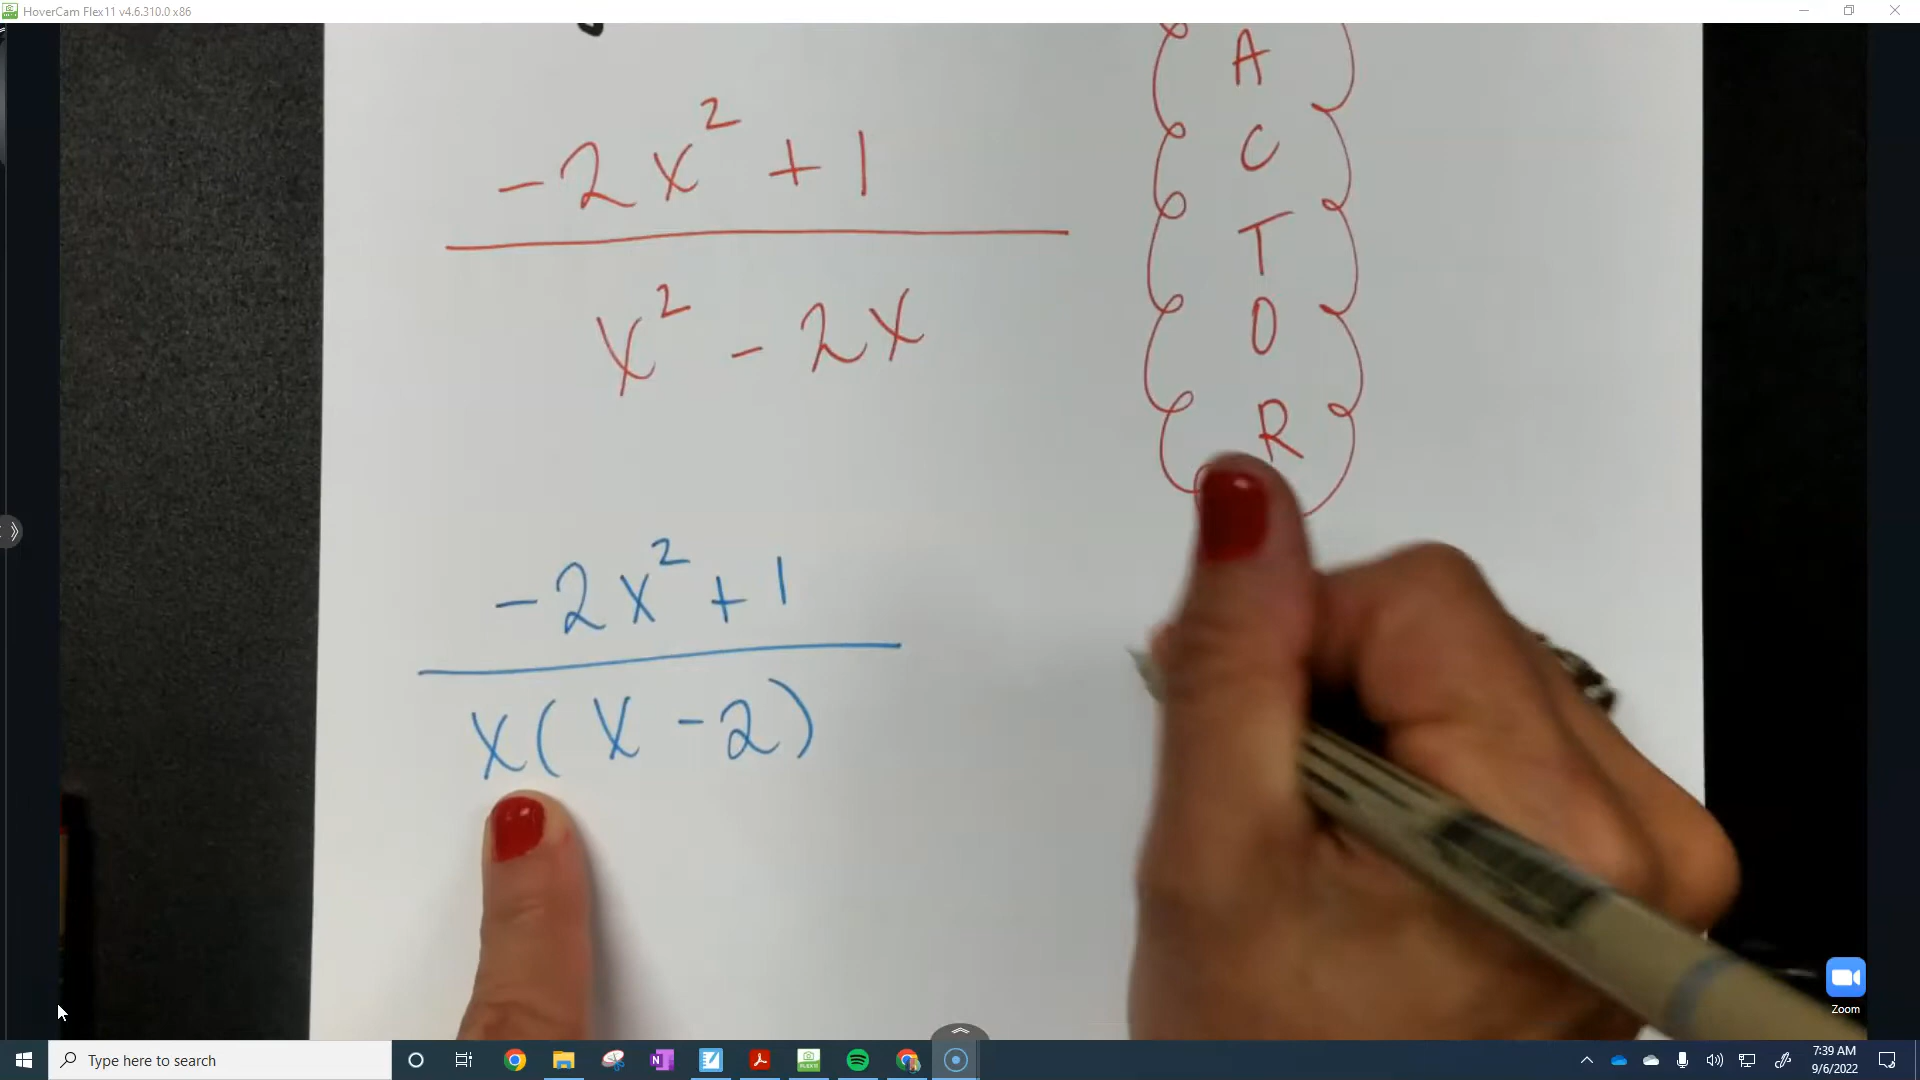 HoverCam Flex11 v4.6.310.0 x86
-2x² + 1
x² - 2x
A
C
T
O
R
-2x² + 1
x(x - 2)
Zoom
Type here to search
7:39 AM
9/6/2022